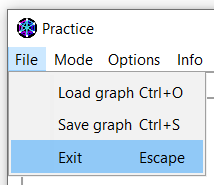 Practice
File Mode Options Info
Load graph Ctrl+O
Save graph Ctrl+S
Exit Escape